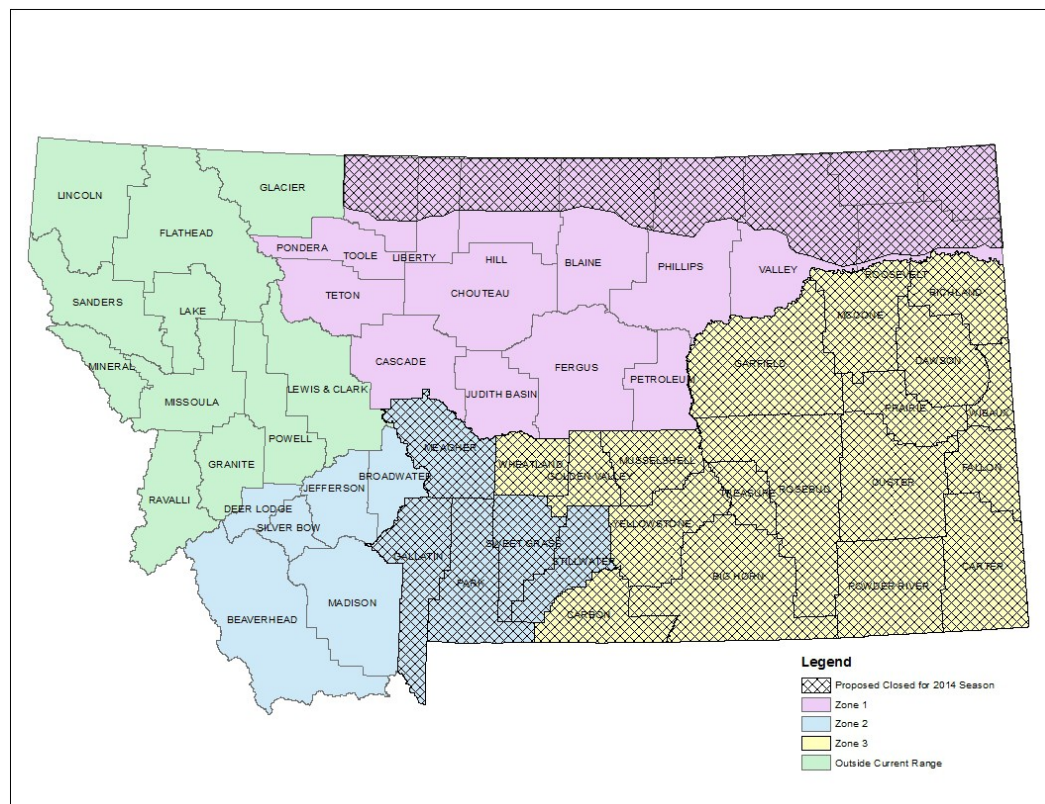 LINCOLN
GLACIER
FLATHEAD
PONDERA
TOOLE
LIBERTY
HILL
BLAINE
PHILLIPS
VALLEY
ROOSEVELT
RICHLAND
SANDERS
LAKE
TETON
CHOUTEAU
MCCONE
DAWSON
MINERAL
MISSOULA
LEWIS & CLARK
CASCADE
JUDITH BASIN
FERGUS
PETROLEUM
GARFIELD
PRAIRIE
WIBAUX
GRANITE
POWELL
MEAGHER
WHEATLAND
GOLDEN VALLEY
MUSSELSHELL
TREASURE
ROSEBUD
CUSTER
FALLON
RAVALLI
DEER LODGE
JEFFERSON
BROADWATER
SILVER BOW
GALLATIN
PARK
SWEET GRASS
STILLWATER
YELLOWSTONE
BIG HORN
POWDER RIVER
CARTER
BEAVERHEAD
MADISON
CARBON
Legend
Proposed Closed for 2014 Season
Zone 1
Zone 2
Zone 3
Outside Current Range